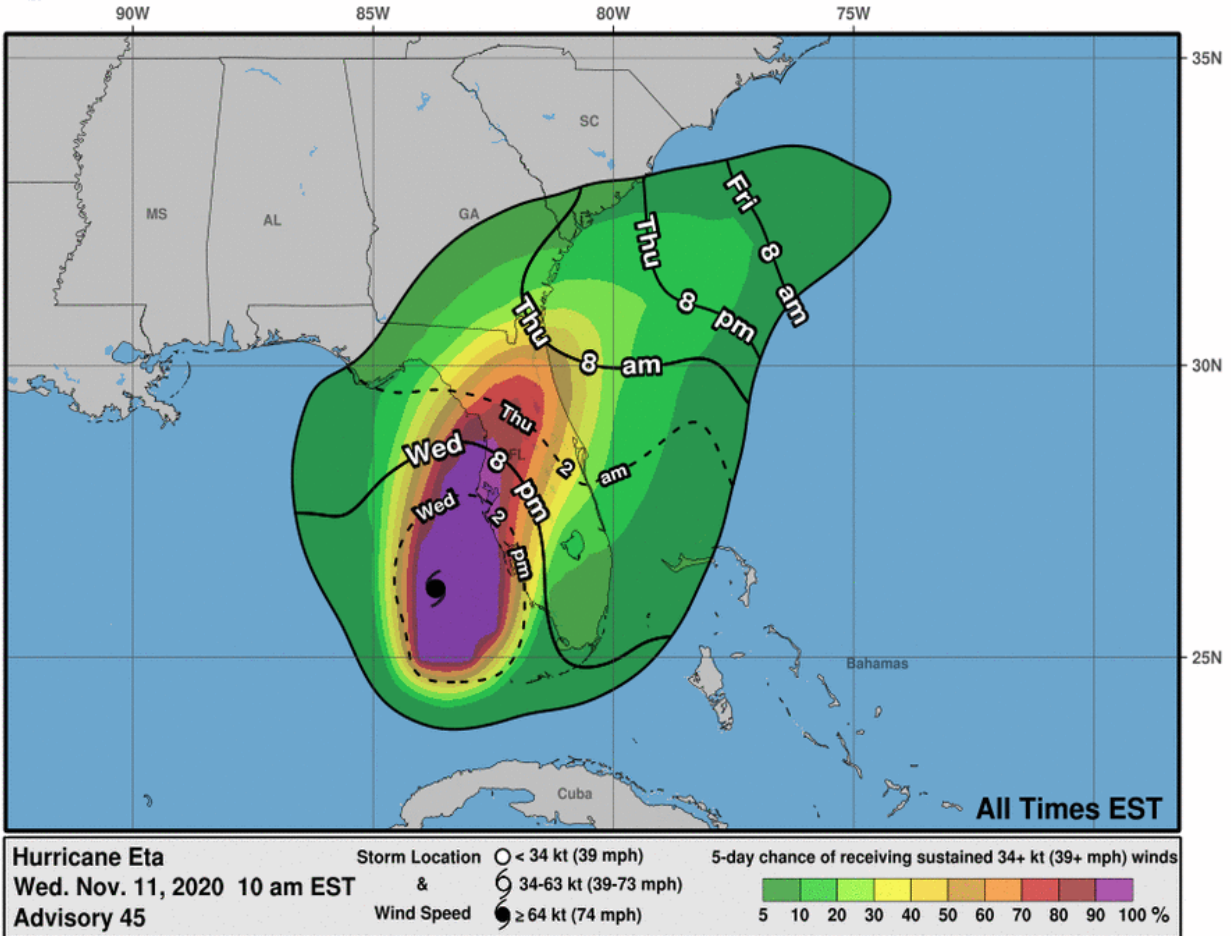 90W 85W 80W 75W
35N
SC
MS AL GA
Fri 8 am
Thu 8 pm
Thu 8 am
30N
Thu 2 am
Wed 8 pm
FL
Wed 2 pm
25N
Bahamas
Cuba
All Times EST
Hurricane Eta
Wed. Nov. 11, 2020 10 am EST
Advisory 45
Storm Location
&
Wind Speed
< 34 kt (39 mph)
34-63 kt (39-73 mph)
≥ 64 kt (74 mph)
5-day chance of receiving sustained 34+ kt (39+ mph) winds
5 10 20 30 40 50 60 70 80 90 100 %